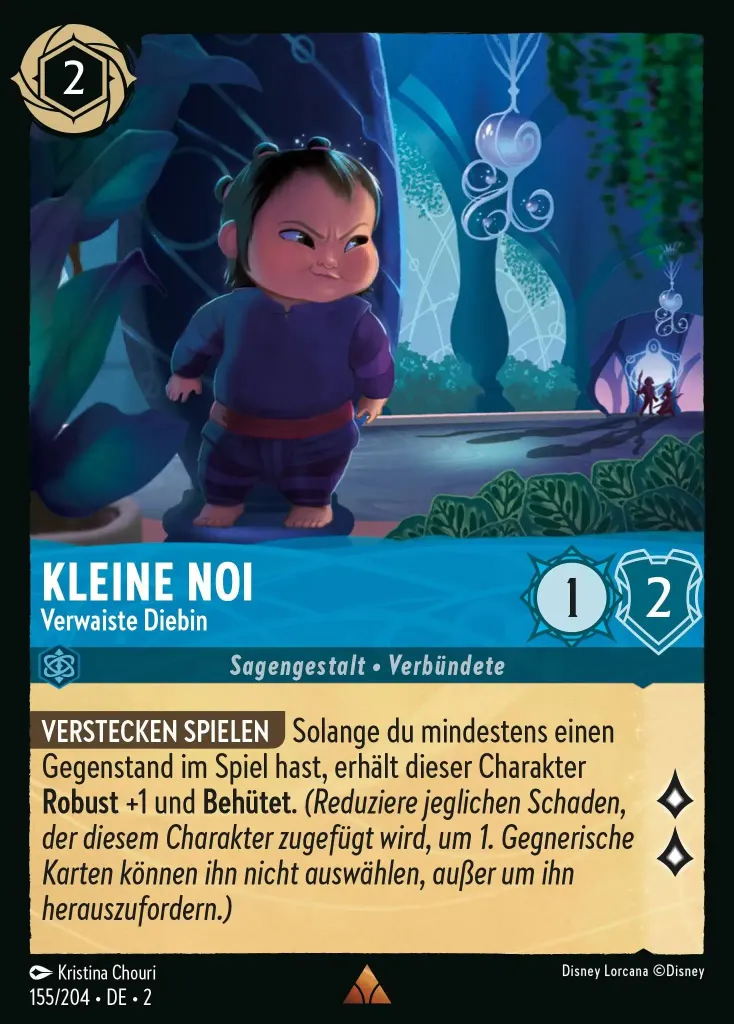 2
KLEINE NOI
Verwaiste Diebin
1
2
Sagengestalt • Verbündete
VERSTECKEN SPIELEN Solange du mindestens einen
Gegenstand im Spiel hast, erhält dieser Charakter
Robust +1 und Behütet. (Reduziere jeglichen Schaden,
der diesem Charakter zugefügt wird, um 1. Gegnerische
Karten können ihn nicht auswählen, außer um ihn
herauszufordern.)
Kristina Chouri
Disney Lorcana ©Disney
155/204 • DE • 2